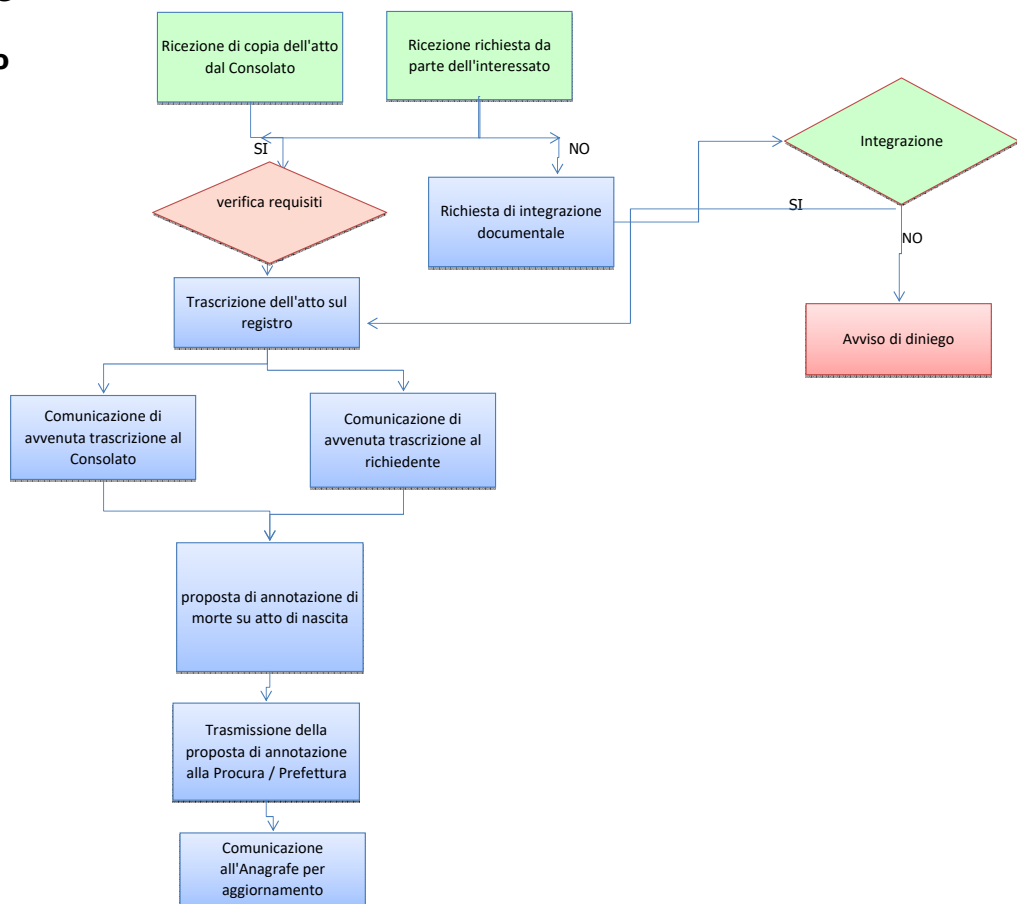 Ricezione di copia dell'atto
dal Consolato
Ricezione richiesta da
parte dell'interessato
Integrazione
SI
NO
verifica requisiti
Richiesta di integrazione
documentale
SI
NO
Trascrizione dell'atto sul
registro
Avviso di diniego
Comunicazione di
avvenuta trascrizione al
Consolato
Comunicazione di
avvenuta trascrizione al
richiedente
proposta di annotazione di
morte su atto di nascita
Trasmissione della
proposta di annotazione
alla Procura / Prefettura
Comunicazione
all'Anagrafe per
aggiornamento